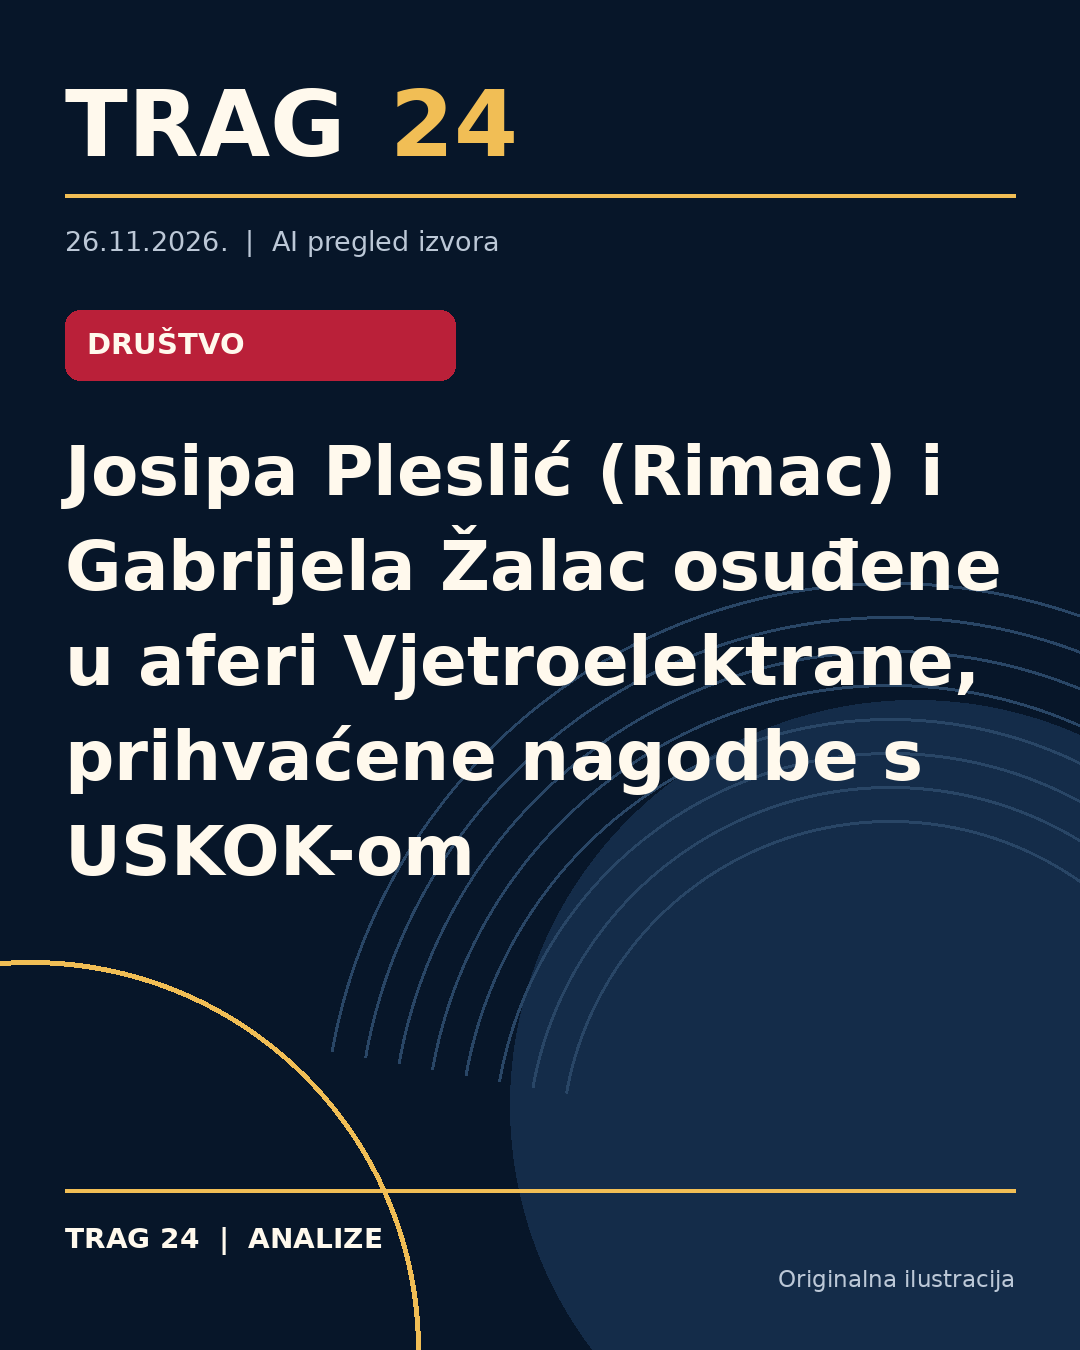 TRAG 24
26.11.2026. | AI pregled izvora
DRUŠTVO
Josipa Pleslić (Rimac) i
Gabrijela Žalac osuđene
u aferi Vjetroelektrane,
prihvaćene nagodbe s
USKOK-om
TRAG 24 | ANALIZE
Originalna ilustracija